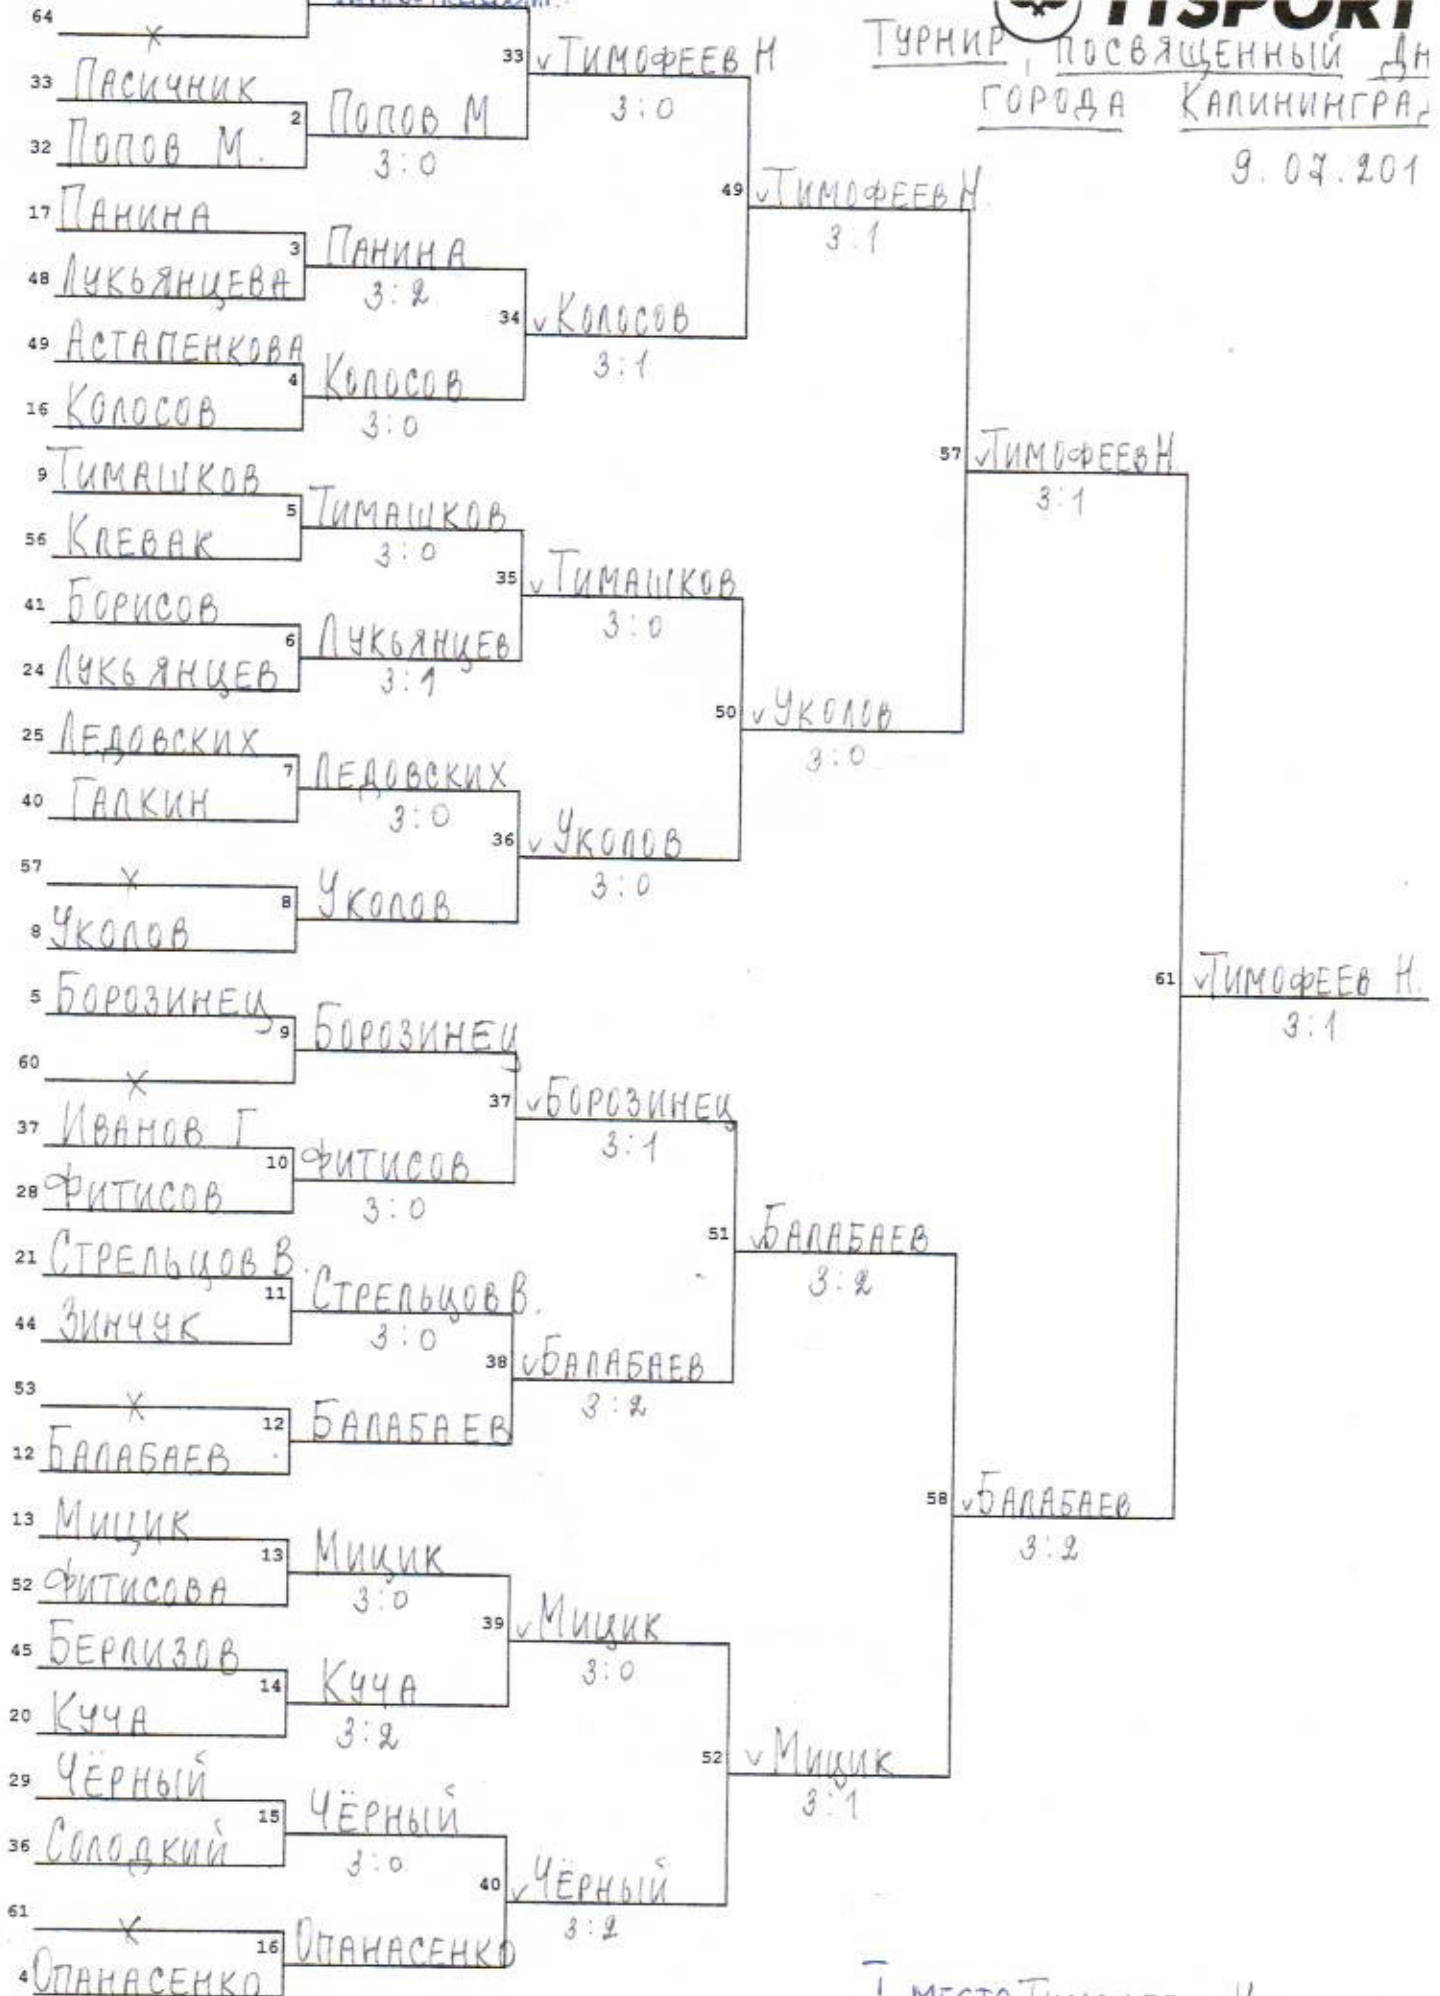 TTSPORT
ТУРНИР, ПОСВЯЩЕННЫЙ ДН
ГОРОДА КАЛИНИНГРАД
9.07.201
64 x
33 ПАСИЧНИК
32 ПОПОВ М.
17 ПАНИНА
48 ЛУКЬЯНЦЕВА
49 АСТАПЕНКОВА
16 КОЛОСОВ
9 ТИМАШКОВ
56 КЛЕВАК
41 БОРИСОВ
24 ЛУКЬЯНЦЕВ
25 ЛЕДОВСКИХ
40 ГАЛКИН
57 x
8 УКОЛОВ
5 БОРОЗИНЕЦ
60 x
37 ИВАНОВ Г
28 ФИТИСОВ
21 СТРЕЛЬЦОВ В.
44 ЗИНЧУК
53 x
12 БАЛАБАЕВ
13 МИЦИК
52 ФИТИСОВА
45 БЕРЛИЗОВ
20 КУЧА
29 ЧЁРНЫЙ
36 СОЛОДКИЙ
61 x
4 ОПАНАСЕНКО
2 ПОПОВ М
3:0
3 ПАНИНА
3:2
4 КОЛОСОВ
3:0
5 ТИМАШКОВ
3:0
6 ЛУКЬЯНЦЕВ
3:1
7 ЛЕДОВСКИХ
3:0
8 УКОЛОВ
9 БОРОЗИНЕЦ
10 ФИТИСОВ
3:0
11 СТРЕЛЬЦОВ В.
3:0
12 БАЛАБАЕВ
13 МИЦИК
3:0
14 КУЧА
3:2
15 ЧЁРНЫЙ
3:0
16 ОПАНАСЕНКО
33 v ТИМОФЕЕВ Н
3:0
34 v КОЛОСОВ
3:1
35 v ТИМАШКОВ
3:0
36 v УКОЛОВ
3:0
37 v БОРОЗИНЕЦ
3:1
38 v БАЛАБАЕВ
3:2
39 v МИЦИК
3:0
40 v ЧЁРНЫЙ
3:2
49 v ТИМОФЕЕВ Н.
3:1
50 v УКОЛОВ
3:0
51 v БАЛАБАЕВ
3:2
52 v МИЦИК
3:1
57 v ТИМОФЕЕВ Н.
3:1
58 v БАЛАБАЕВ
3:2
61 v ТИМОФЕЕВ Н.
3:1
I МЕСТО ТИМОФЕЕВ Н